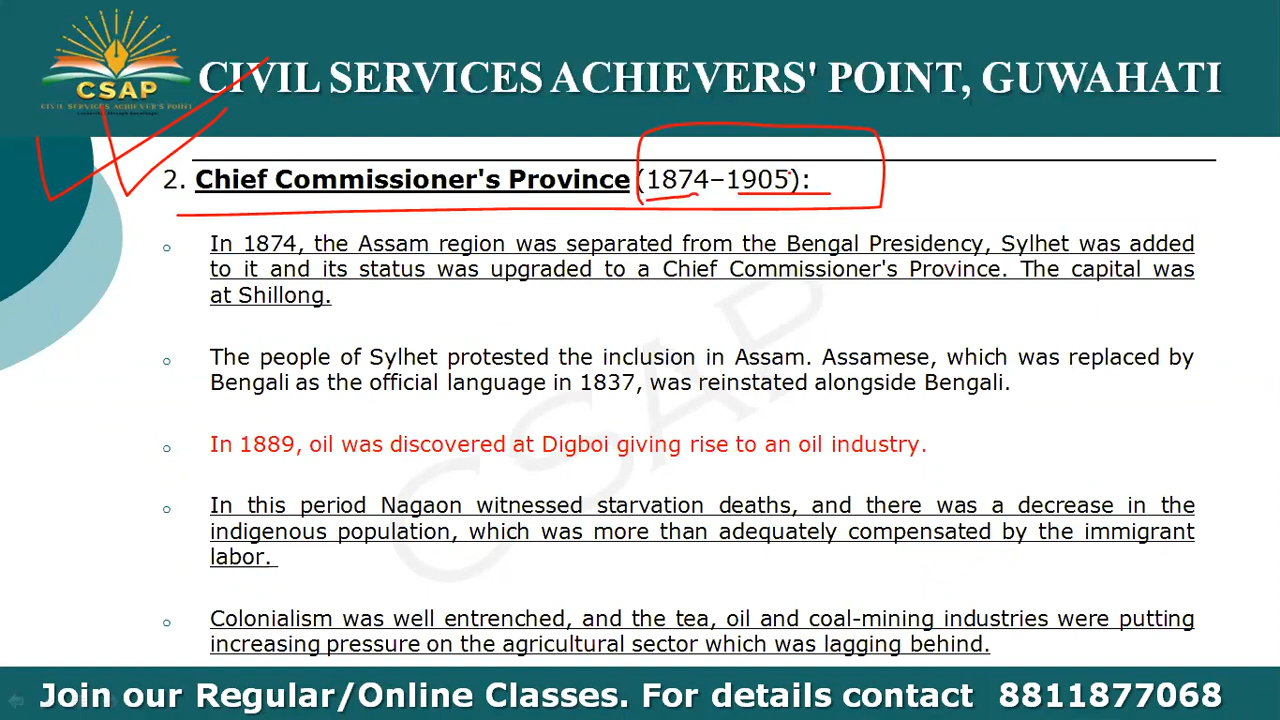 CSAP
CIVIL SERVICES ACHIEVER'S POINT
CIVIL SERVICES ACHIEVERS' POINT, GUWAHATI
2. Chief Commissioner's Province (1874–1905):
In 1874, the Assam region was separated from the Bengal Presidency, Sylhet was added
to it and its status was upgraded to a Chief Commissioner's Province. The capital was
at Shillong.
The people of Sylhet protested the inclusion in Assam. Assamese, which was replaced by
Bengali as the official language in 1837, was reinstated alongside Bengali.
In 1889, oil was discovered at Digboi giving rise to an oil industry.
In this period Nagaon witnessed starvation deaths, and there was a decrease in the
indigenous population, which was more than adequately compensated by the immigrant
labor.
Colonialism was well entrenched, and the tea, oil and coal-mining industries were putting
increasing pressure on the agricultural sector which was lagging behind.
CSAP
Join our Regular/Online Classes. For details contact 8811877068